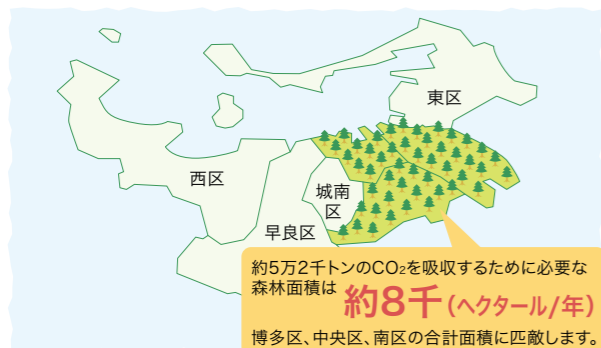 東区
西区
城南
区
早良区
約5万2千トンのCO₂を吸収するために必要な
森林面積は 約8千(ヘクタール/年)
博多区、中央区、南区の合計面積に匹敵します。